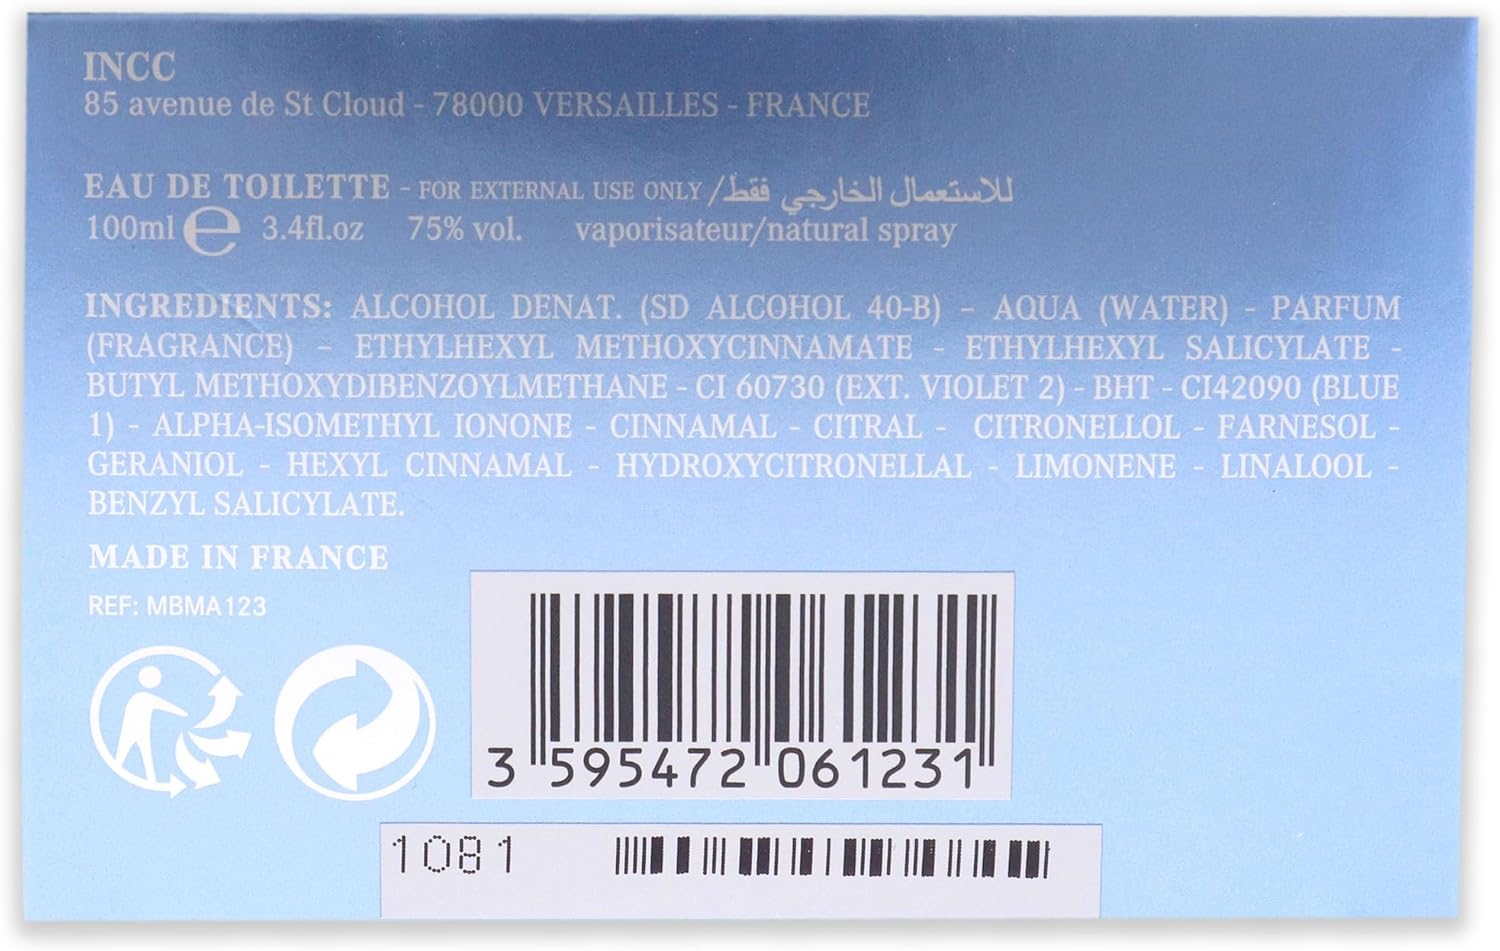 INCC
85 avenue de St Cloud - 78000 VERSAILLES - FRANCE
EAU DE TOILETTE - FOR EXTERNAL USE ONLY / للاستعمال الخارجي فقط
100ml e 3.4fl.oz 75% vol. vaporisateur/natural spray
INGREDIENTS: ALCOHOL DENAT. (SD ALCOHOL 40-B) - AQUA (WATER) - PARFUM
(FRAGRANCE) - ETHYLHEXYL METHOXYCINNAMATE - ETHYLHEXYL SALICYLATE -
BUTYL METHOXYDIBENZOYLMETHANE - CI 60730 (EXT. VIOLET 2) - BHT - CI42090 (BLUE
1) - ALPHA-ISOMETHYL IONONE - CINNAMAL - CITRAL - CITRONELLOL - FARNESOL -
GERANIOL - HEXYL CINNAMAL - HYDROXYCITRONELLAL - LIMONENE - LINALOOL -
BENZYL SALICYLATE.
MADE IN FRANCE
REF: MBMA123
3 595472 061231
1081